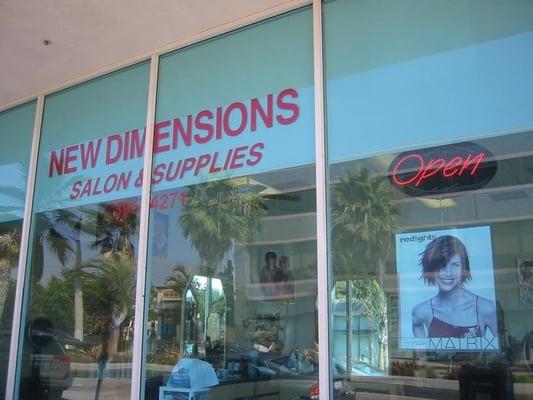 NEW DIMENSIONS
SALON & SUPPLIES
4271
Open
redlights
MATRIX